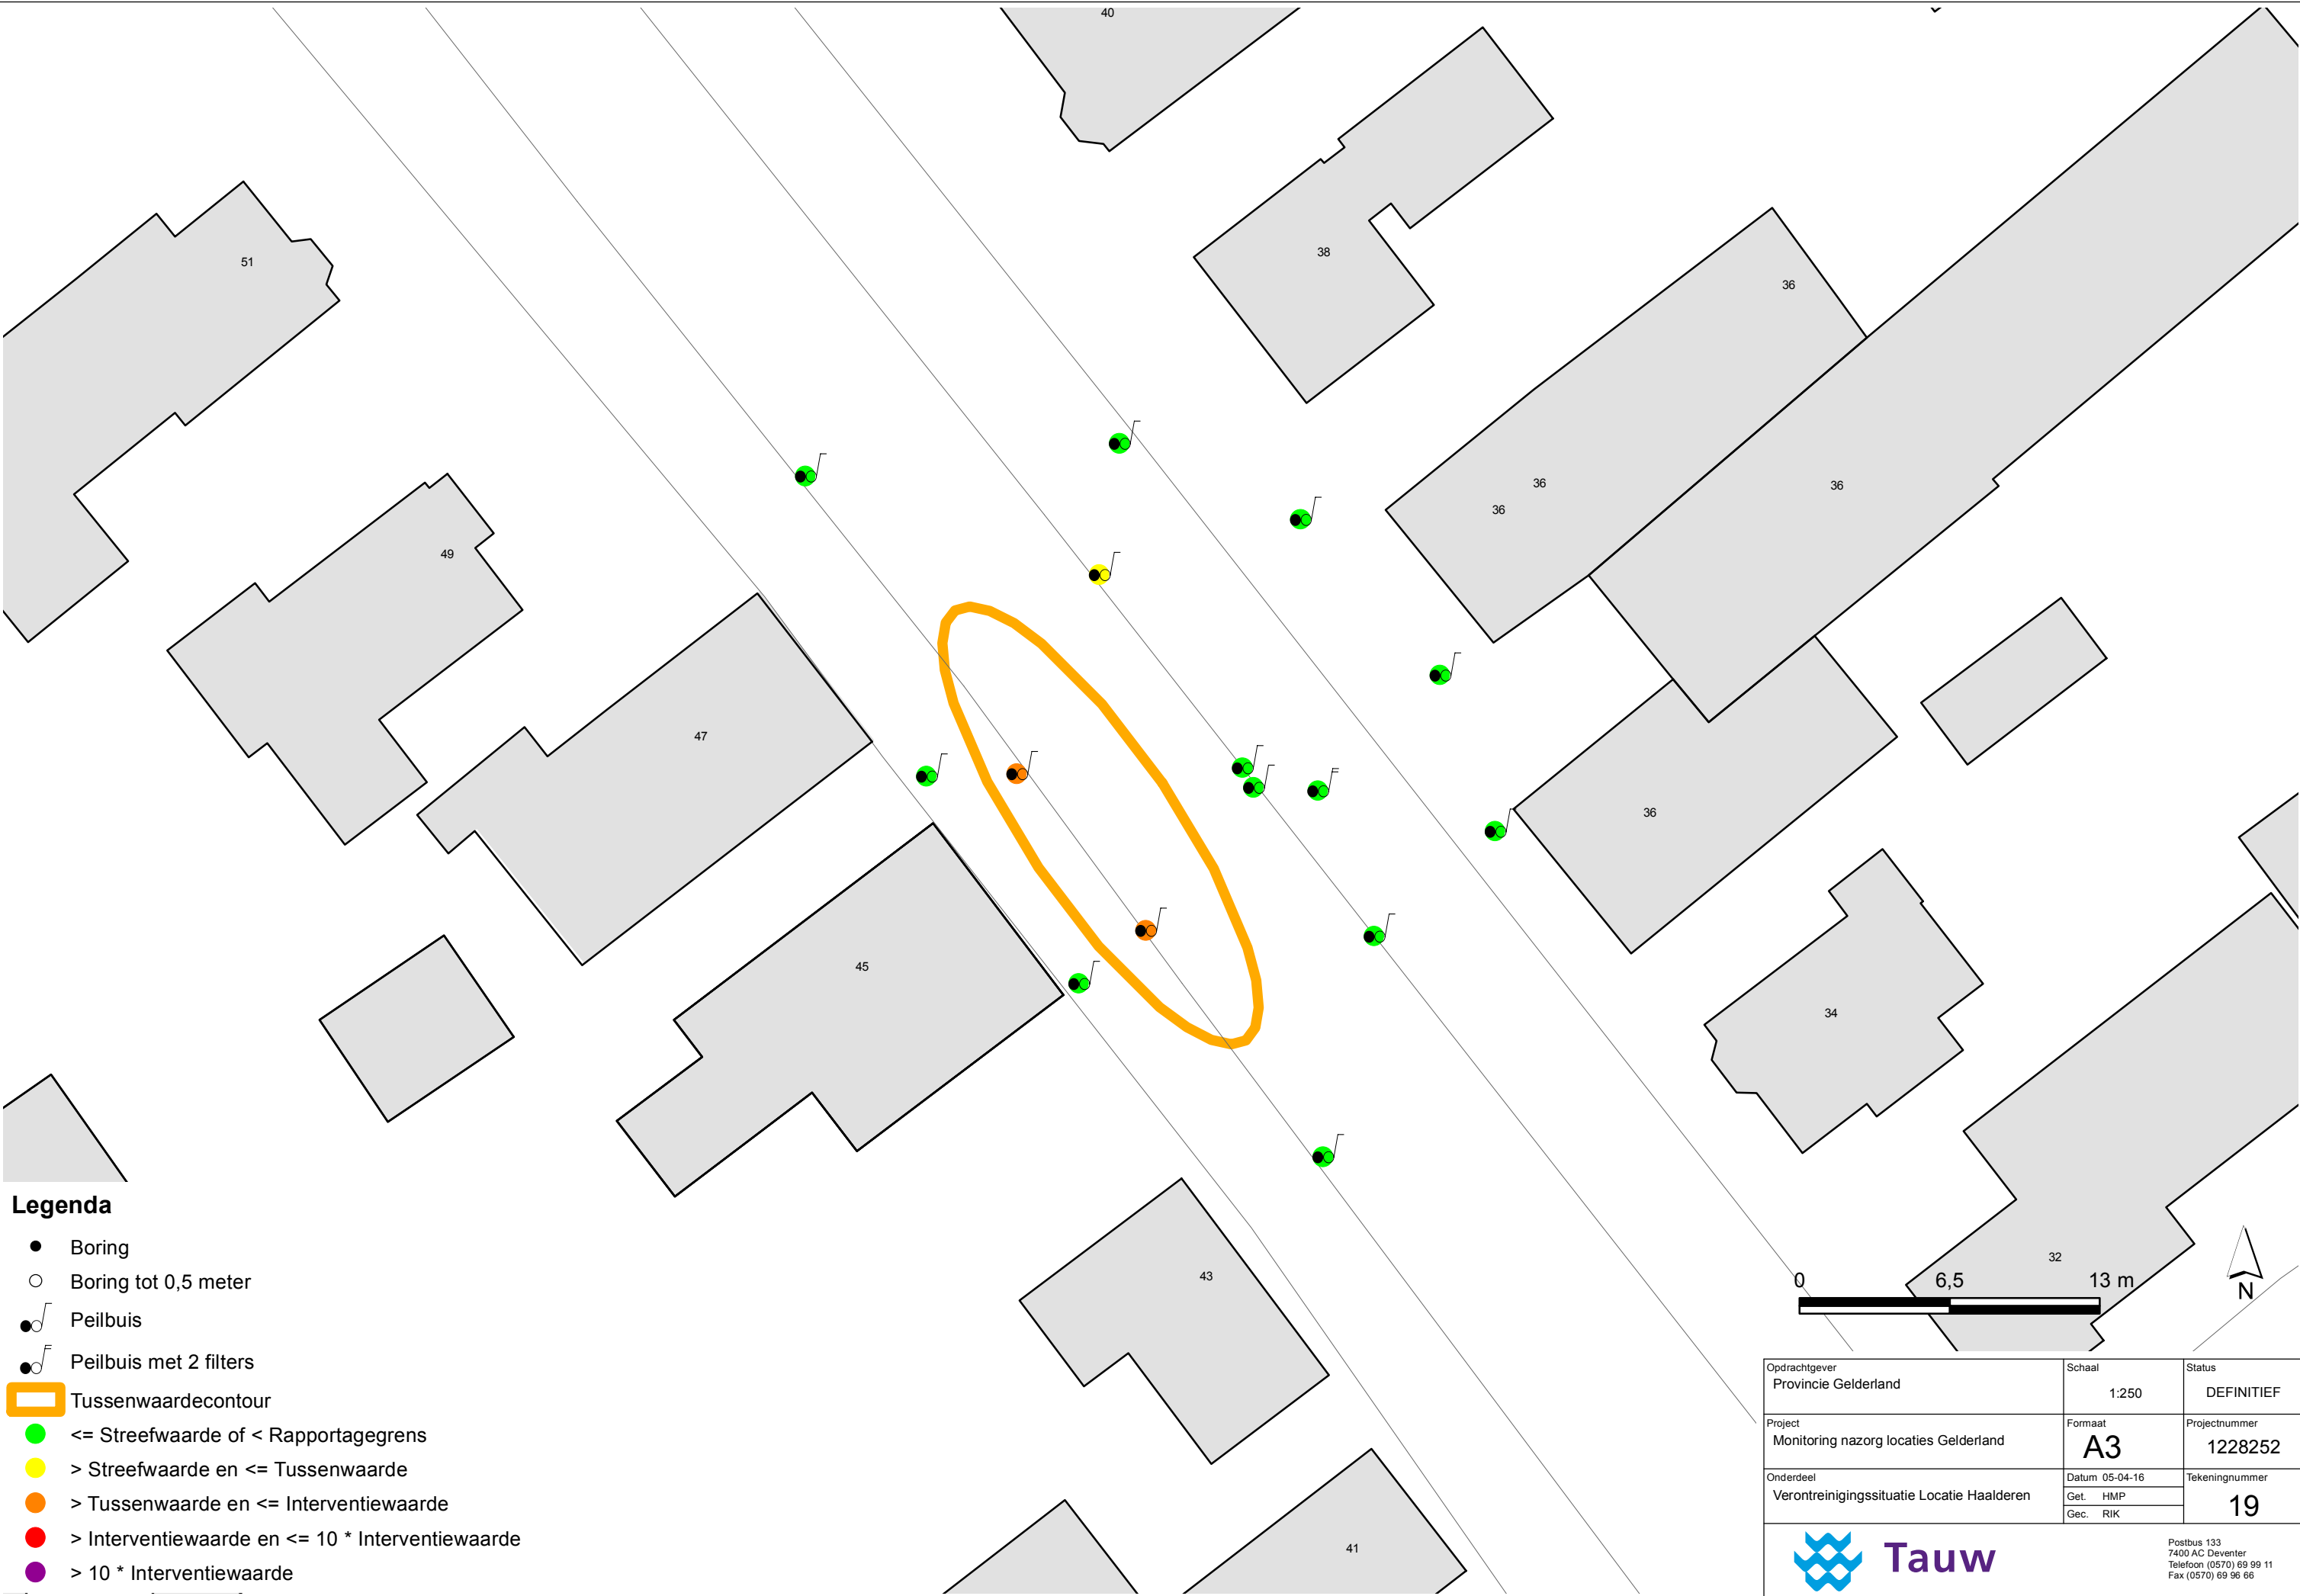 40
51
38
36
36
36
36
49
47
36
45
34
43
32
41
Legenda
Boring
Boring tot 0,5 meter
Peilbuis
Peilbuis met 2 filters
Tussenwaardecontour
<= Streefwaarde of < Rapportagegrens
> Streefwaarde en <= Tussenwaarde
> Tussenwaarde en <= Interventiewaarde
> Interventiewaarde en <= 10 * Interventiewaarde
> 10 * Interventiewaarde
0 6,5 13 m
N
Opdrachtgever
Provincie Gelderland
Schaal
1:250
Status
DEFINITIEF
Project
Monitoring nazorg locaties Gelderland
Formaat
A3
Projectnummer
1228252
Onderdeel
Verontreinigingssituatie Locatie Haalderen
Datum 05-04-16
Get. HMP
Gec. RIK
Tekeningnummer
19
Tauw
Postbus 133
7400 AC Deventer
Telefoon (0570) 69 99 11
Fax (0570) 69 96 66